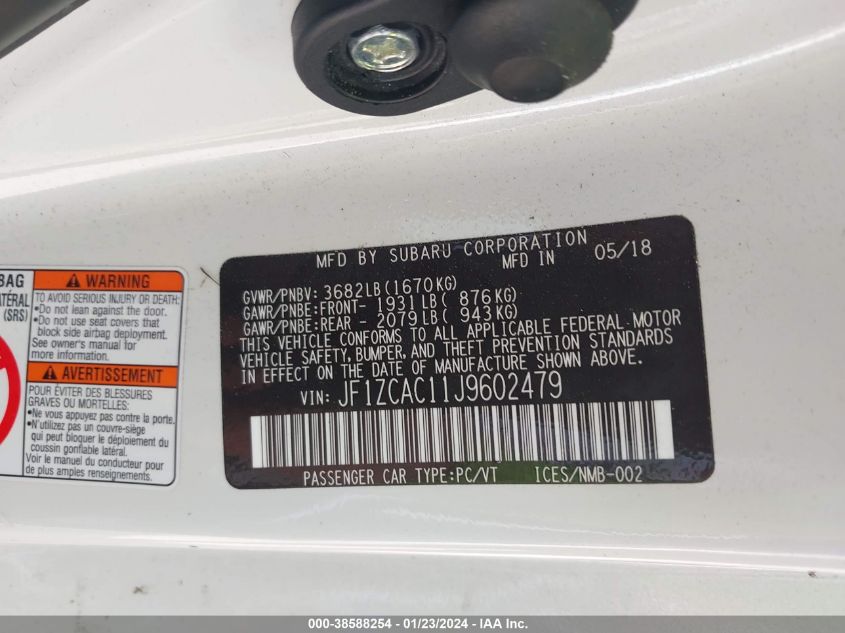 MFD BY SUBARU CORPORATION
MFD IN 05/18
GVWR/PNBV: 3682LB(1670KG)
GAWR/PNBE:FRONT- 1931LB( 876KG)
GAWR/PNBE:REAR - 2079LB( 943KG)
THIS VEHICLE CONFORMS TO ALL APPLICABLE FEDERAL MOTOR
VEHICLE SAFETY, BUMPER, AND THEFT PREVENTION STANDARDS
IN EFFECT ON THE DATE OF MANUFACTURE SHOWN ABOVE.
VIN: JF1ZCAC11J9602479
PASSENGER CAR TYPE:PC/VT ICES/NMB-002
BAG
LATÉRAL
(SRS)
WARNING
TO AVOID SERIOUS INJURY OR DEATH:
•Do not lean against the door.
•Do not use seat covers that
block side airbag deployment.
See owner's manual for
more information.
AVERTISSEMENT
POUR ÉVITER DES BLESSURES
GRAVES OU MORTELLES:
•Ne vous appuyez pas contre la porte.
•N'utilizez pas un couvre-siège
qui peut bloquer le déploiement du
coussin gonflable latéral.
Voir le manuel du conducteur pour
de plus amples renseignements.
000-38588254 - 01/23/2024 - IAAI INC.